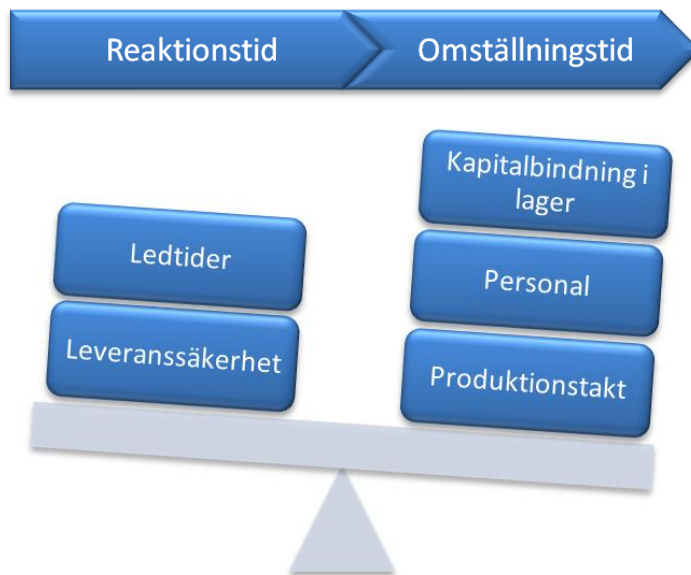 Reaktionstid
Omställningstid
Kapitalbindning i
lager
Ledtider
Personal
Leveranssäkerhet
Produktionstakt